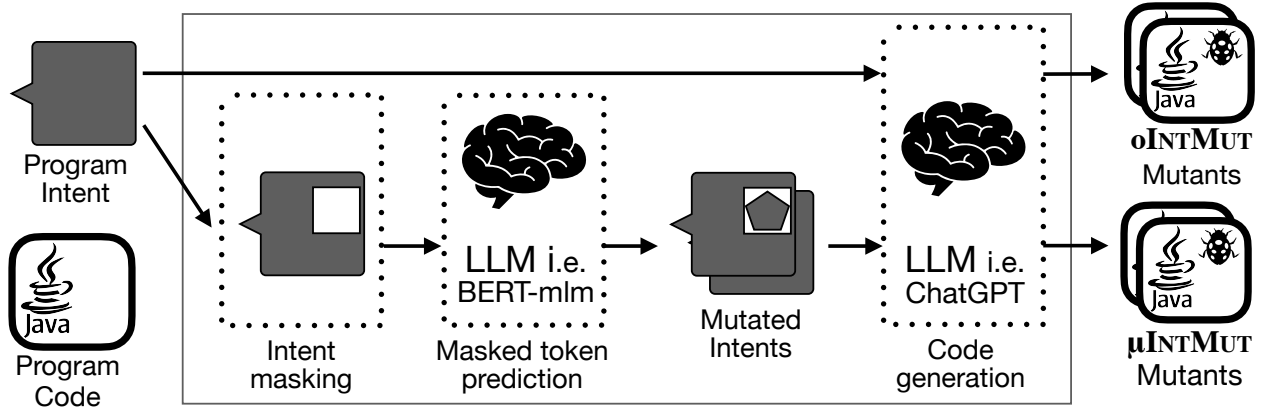 Program
Intent
Java
Program
Code
Intent
masking
LLM i.e.
BERT-mlm
Masked token
prediction
Mutated
Intents
LLM i.e.
ChatGPT
Code
generation
Java
oINTMUT
Mutants
Java
µINTMUT
Mutants